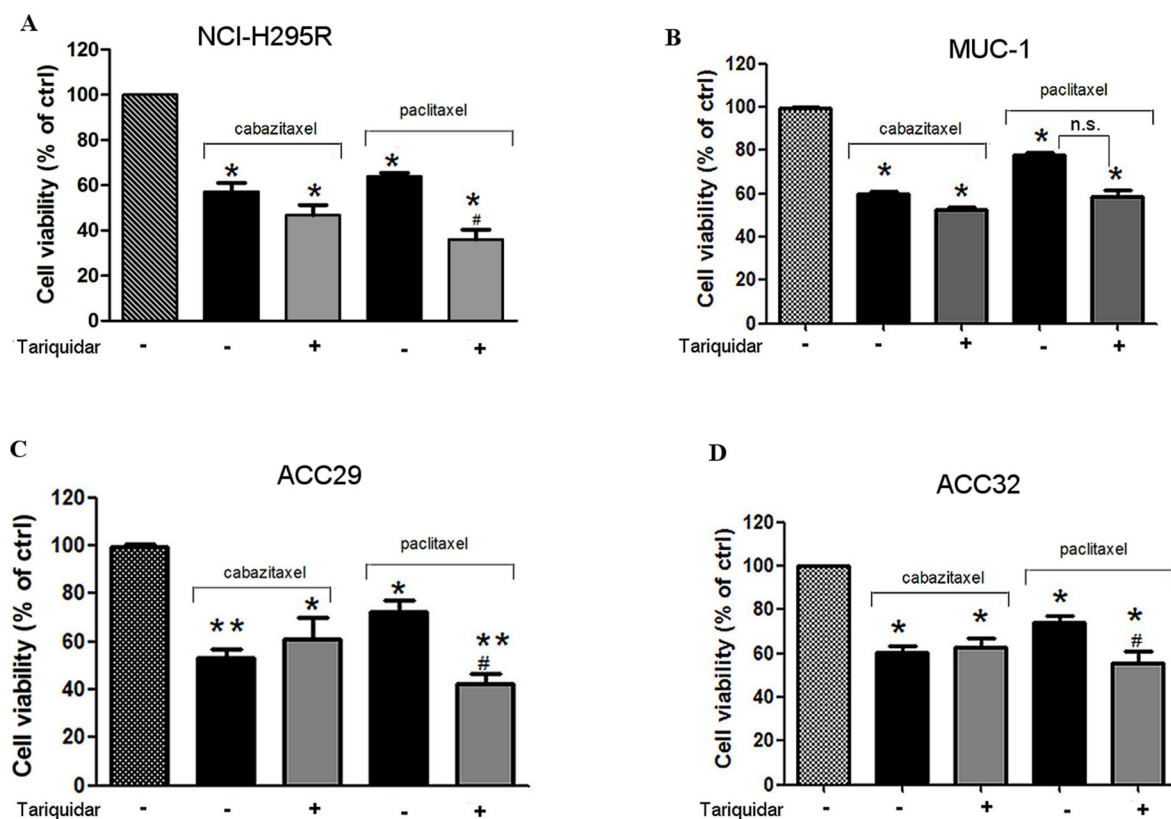 A
NCI-H295R
Cell viability (% of ctrl)
120
100
80
60
40
20
0
cabazitaxel
paclitaxel
*
*
*
*
#
Tariquidar - - + - +
B
MUC-1
Cell viability (% of ctrl)
120
100
80
60
40
20
0
cabazitaxel
paclitaxel
n.s.
*
*
*
*
Tariquidar - - + - +
C
ACC29
Cell viability (% of ctrl)
120
100
80
60
40
20
0
cabazitaxel
paclitaxel
**
*
*
**
#
Tariquidar - - + - +
D
ACC32
Cell viability (% of ctrl)
120
100
80
60
40
20
0
cabazitaxel
paclitaxel
*
*
*
*
#
Tariquidar - - + - +